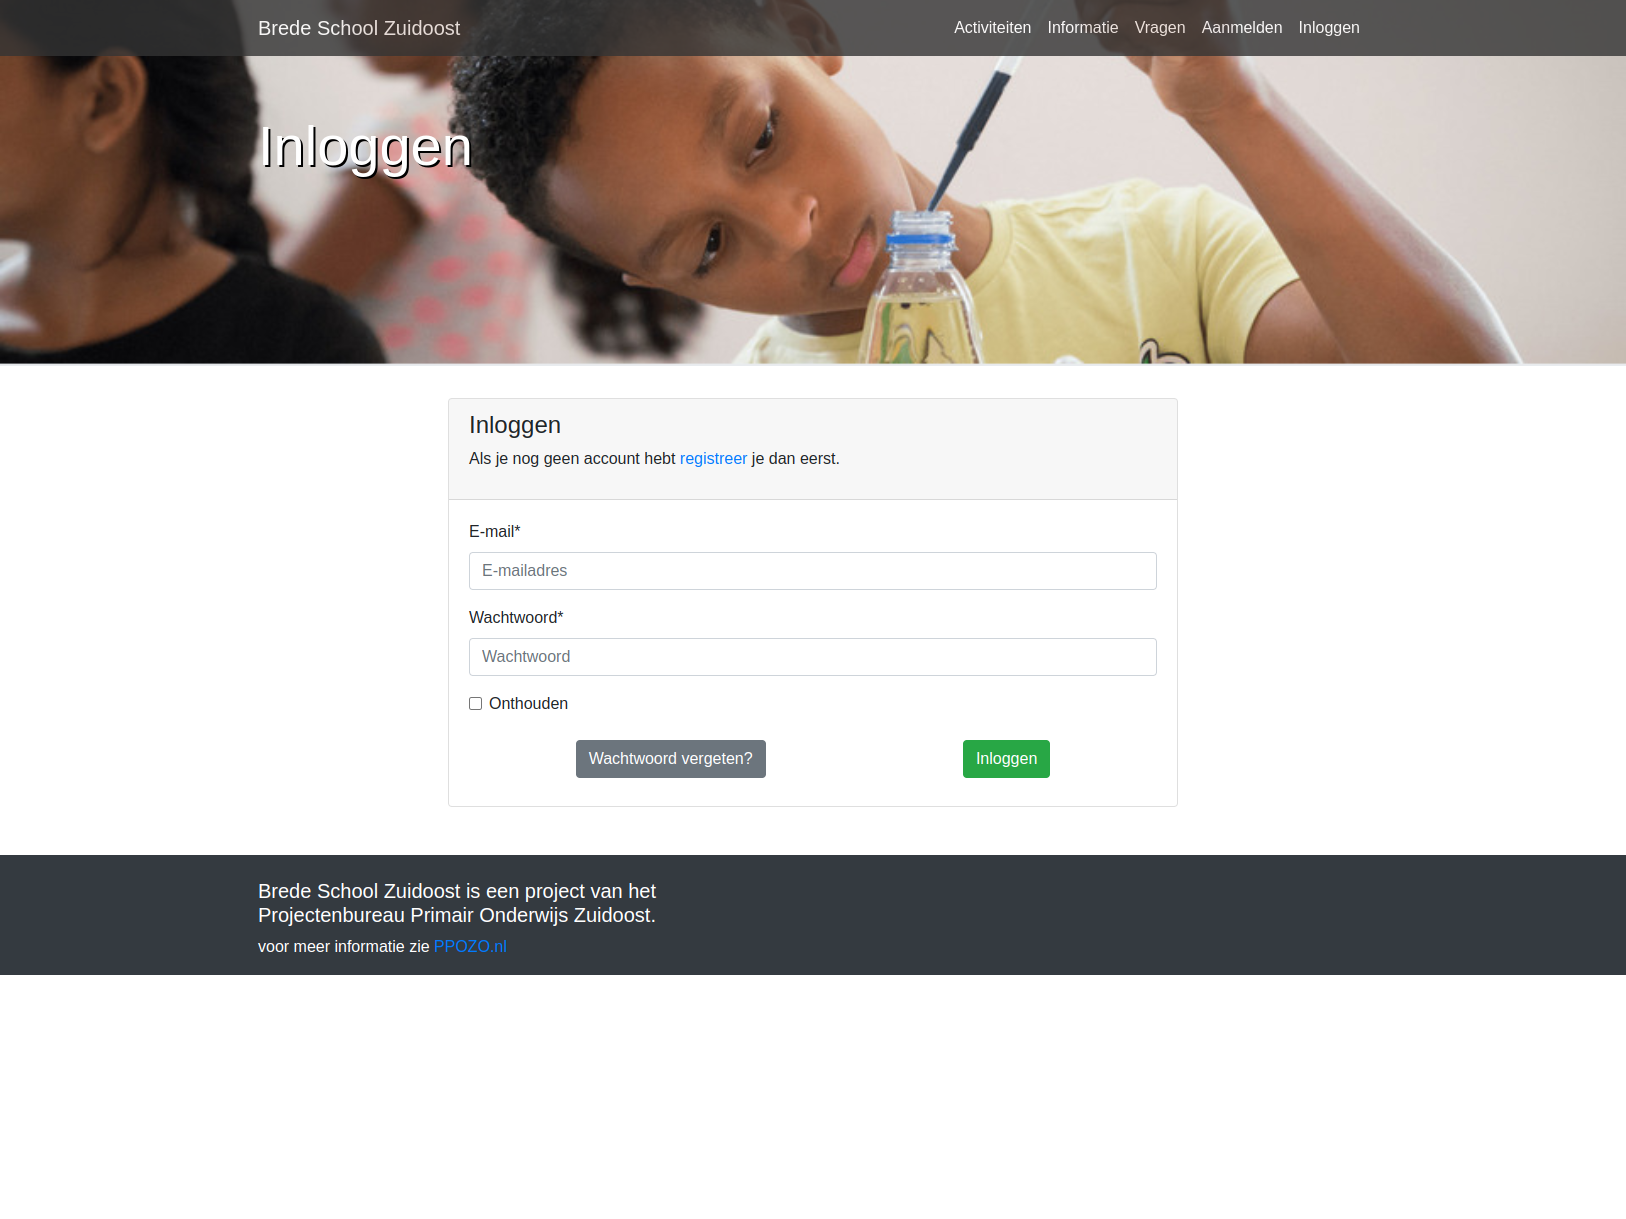 Brede School Zuidoost
Activiteiten Informatie Vragen Aanmelden Inloggen
Inloggen
Inloggen
Als je nog geen account hebt registreer je dan eerst.
E-mail*
E-mailadres
Wachtwoord*
Wachtwoord
Onthouden
Wachtwoord vergeten? Inloggen
Brede School Zuidoost is een project van het
Projectenbureau Primair Onderwijs Zuidoost.
voor meer informatie zie PPOZO.nl